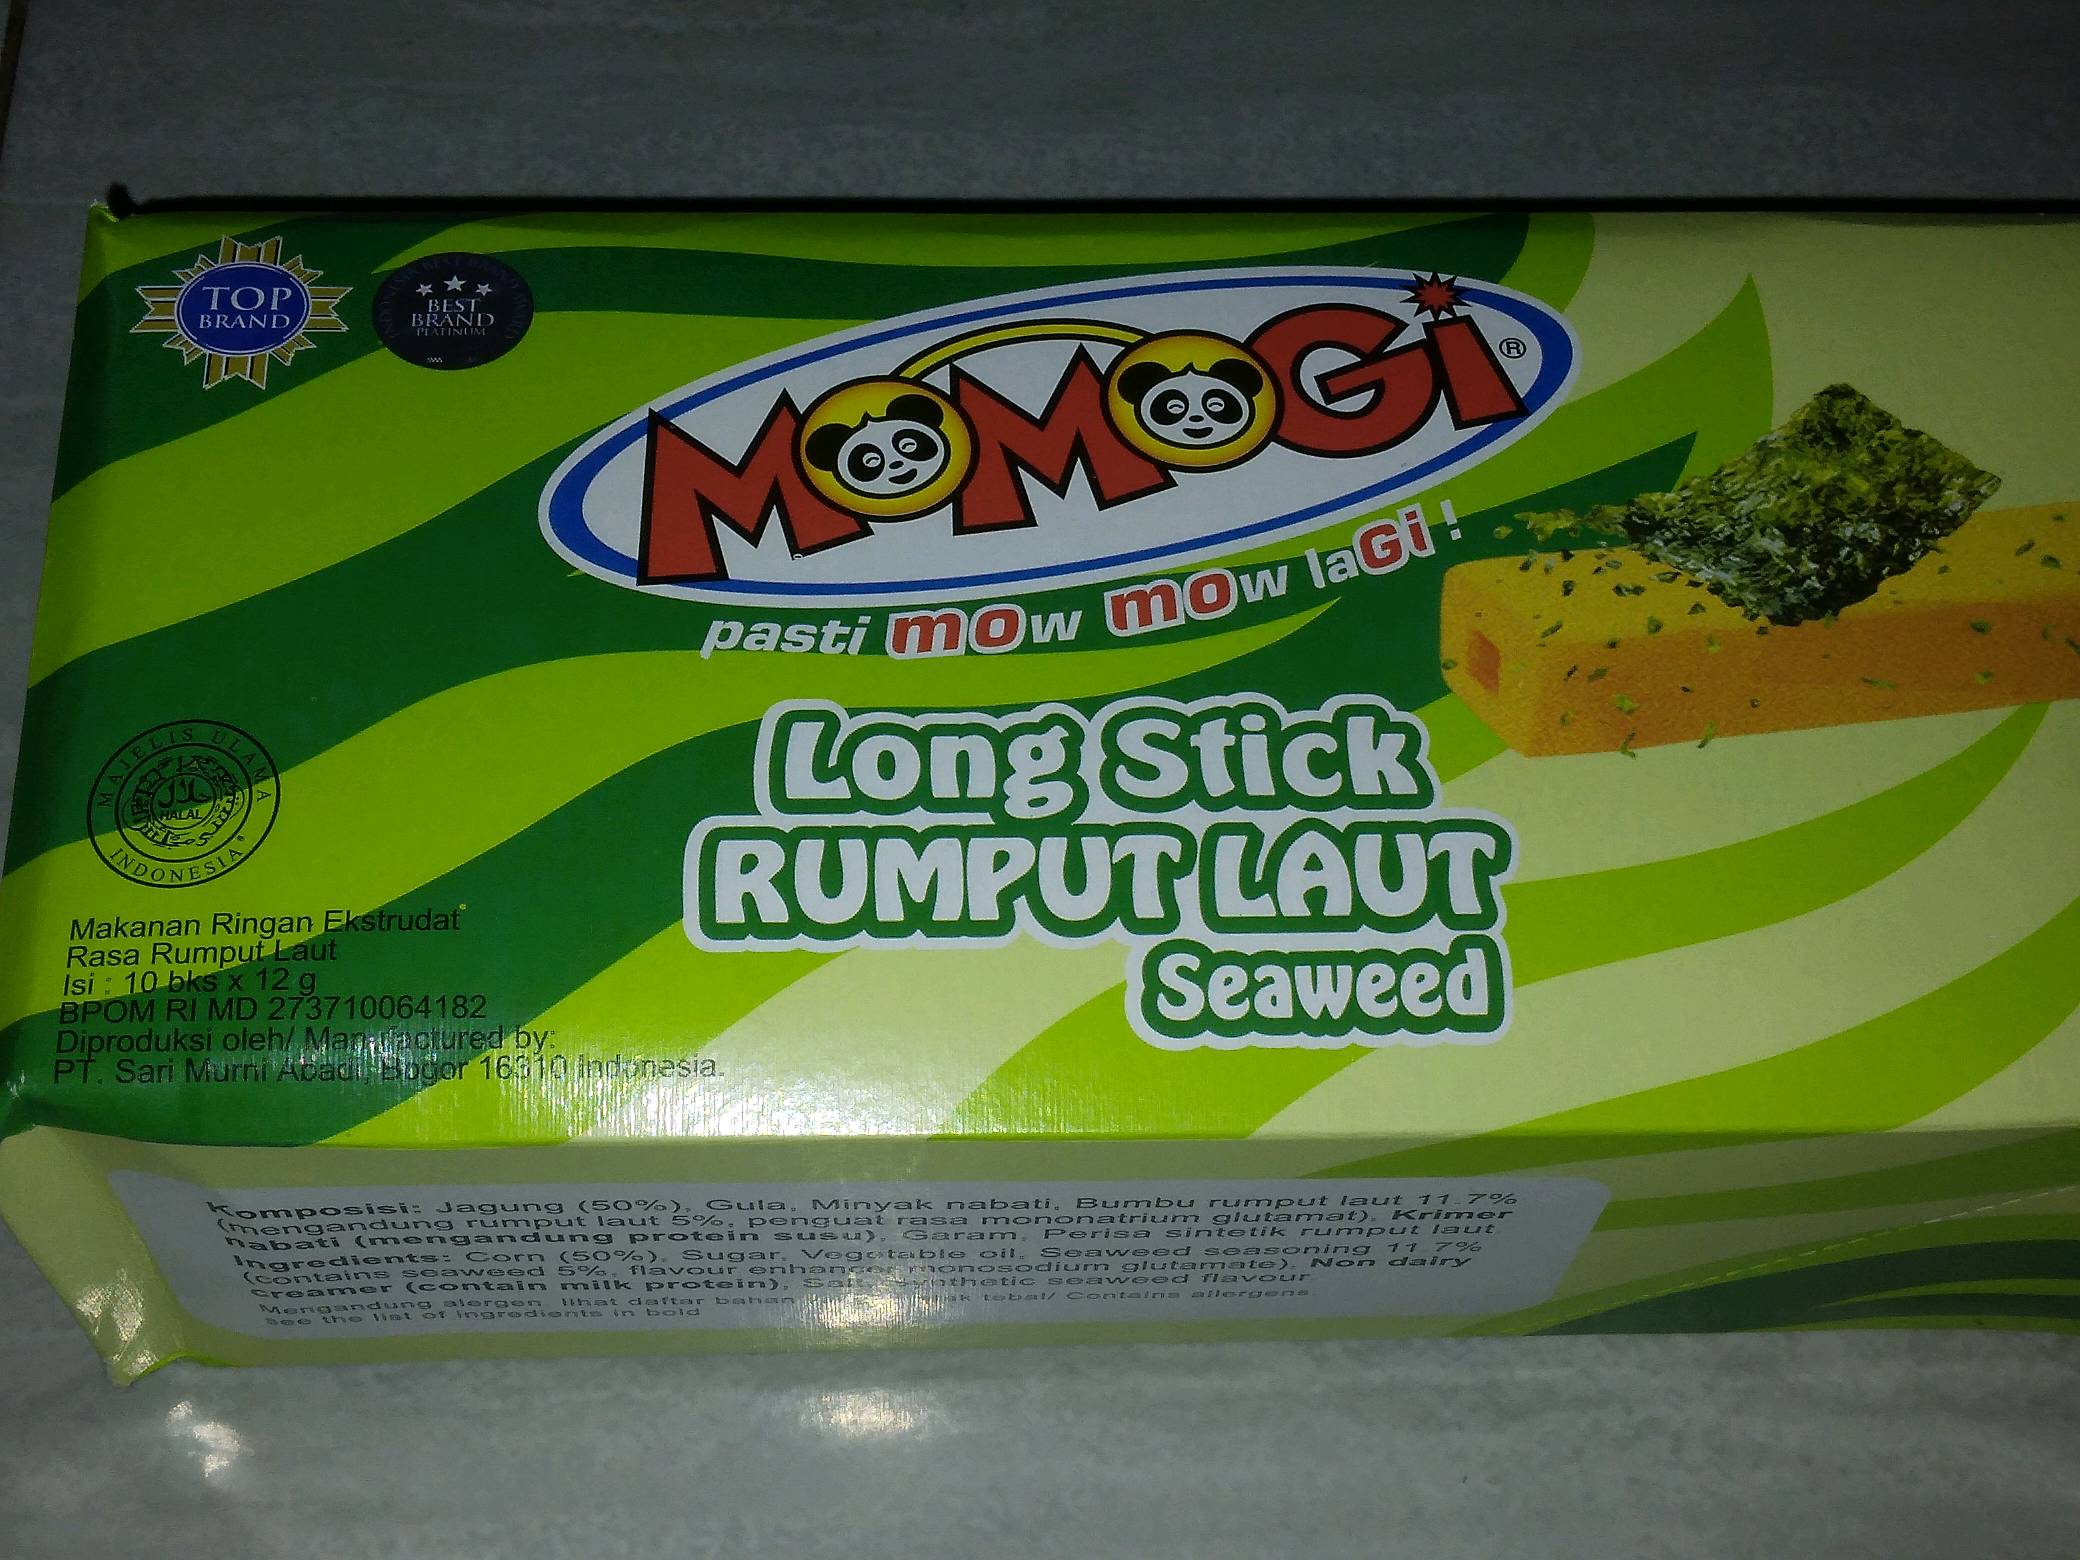 TOP
BRAND
BEST
BRAND
PLATINUM
MOMOGi®
pasti mow mow laGi!
Long Stick
RUMPUT LAUT
Seaweed
MAJELIS ULAMA
HALAL
INDONESIA
Makanan Ringan Ekstrudat
Rasa Rumput Laut
Isi : 10 bks x 12 g
BPOM RI MD 273710064182
Diproduksi oleh/ Manufactured by:
PT. Sari Murni Abadi, Bogor 16310 Indonesia.
Komposisi: Jagung (50%), Gula, Minyak nabati, Bumbu rumput laut 11.7%
(mengandung rumput laut 5%, penguat rasa mononatrium glutamat), Krimer
nabati (mengandung protein susu), Garam, Perisa sintetik rumput laut
Ingredients: Corn (50%), Sugar, Vegetable oil, Seaweed seasoning 11.7%
(contains seaweed 5%, flavour enhancer monosodium glutamate), Non dairy
creamer (contain milk protein), Salt, Synthetic seaweed flavour
Mengandung alergen, lihat daftar bahan tebal/ Contains allergens
See the list of ingredients in bold